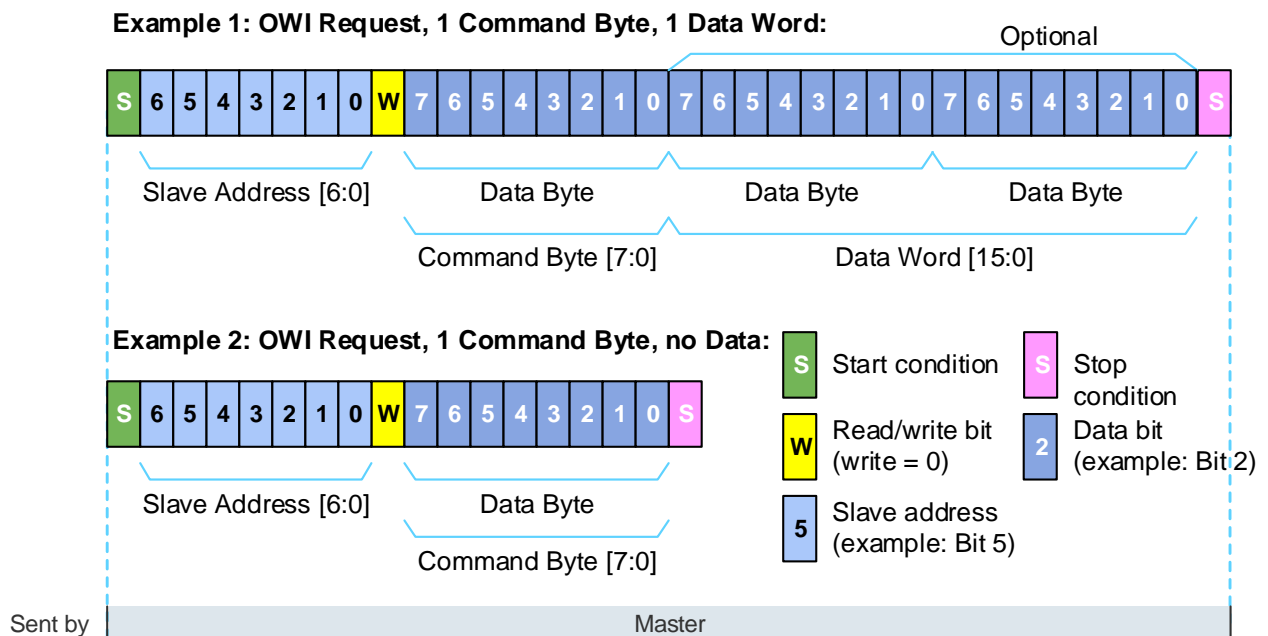 Example 1: OWI Request, 1 Command Byte, 1 Data Word:
Optional
S 6 5 4 3 2 1 0 W 7 6 5 4 3 2 1 0 7 6 5 4 3 2 1 0 7 6 5 4 3 2 1 0 S
Slave Address [6:0] Data Byte Data Byte Data Byte
Command Byte [7:0] Data Word [15:0]
Example 2: OWI Request, 1 Command Byte, no Data:
S 6 5 4 3 2 1 0 W 7 6 5 4 3 2 1 0 S
Slave Address [6:0] Data Byte
Command Byte [7:0]
S Start condition
S Stop
condition
W Read/write bit
(write = 0)
2 Data bit
(example: Bit 2)
5 Slave address
(example: Bit 5)
Sent by Master